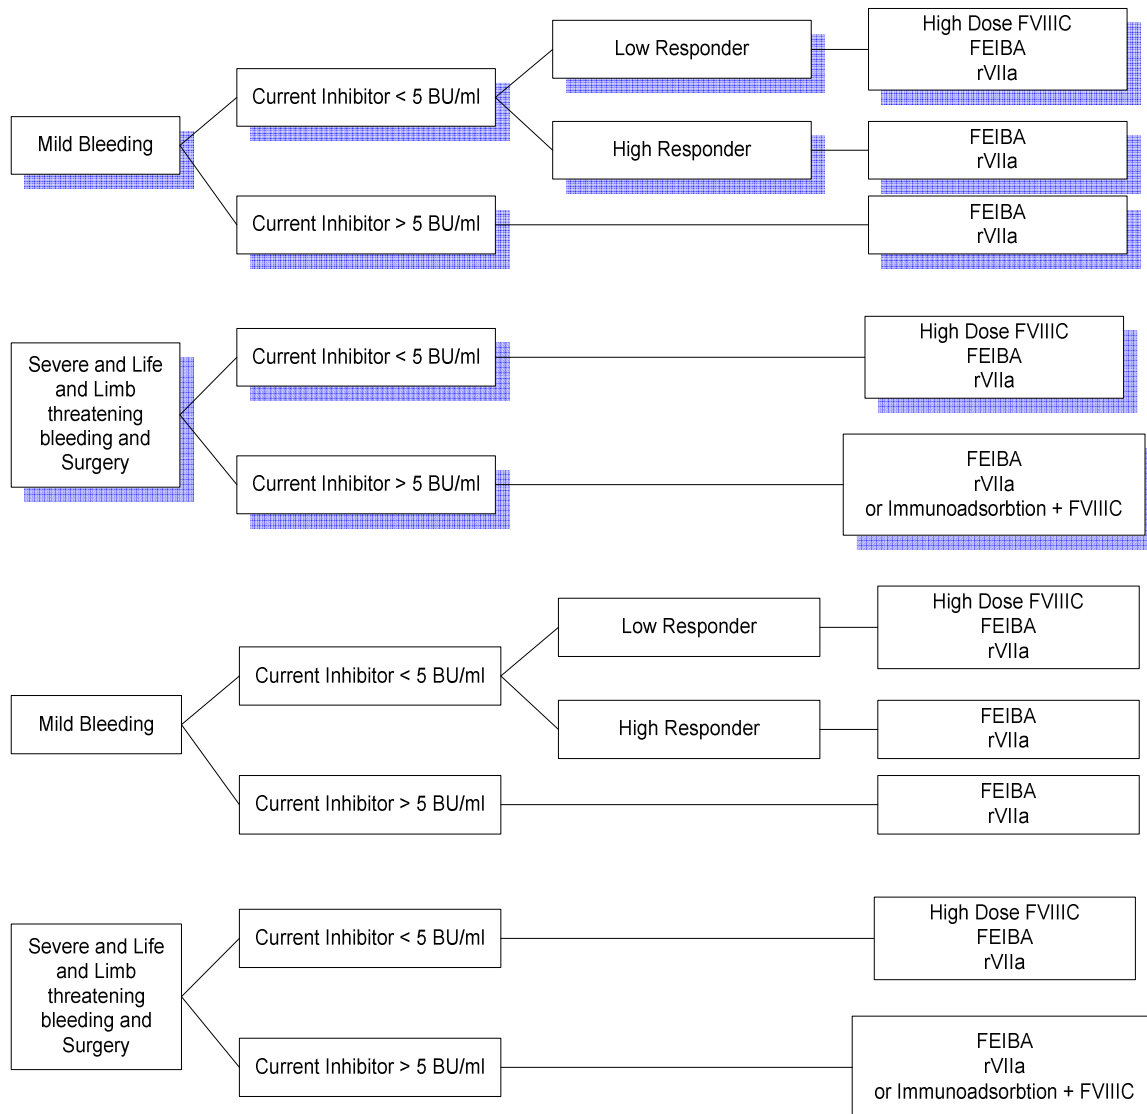 Mild Bleeding
Current Inhibitor < 5 BU/ml
Low Responder
High Dose FVIIIC
FEIBA
rVIIa
High Responder
FEIBA
rVIIa
Current Inhibitor > 5 BU/ml
FEIBA
rVIIa
Severe and Life
and Limb
threatening
bleeding and
Surgery
Current Inhibitor < 5 BU/ml
High Dose FVIIIC
FEIBA
rVIIa
Current Inhibitor > 5 BU/ml
FEIBA
rVIIa
or Immunoadsorbtion + FVIIIC
Mild Bleeding
Current Inhibitor < 5 BU/ml
Low Responder
High Dose FVIIIC
FEIBA
rVIIa
High Responder
FEIBA
rVIIa
Current Inhibitor > 5 BU/ml
FEIBA
rVIIa
Severe and Life
and Limb
threatening
bleeding and
Surgery
Current Inhibitor < 5 BU/ml
High Dose FVIIIC
FEIBA
rVIIa
Current Inhibitor > 5 BU/ml
FEIBA
rVIIa
or Immunoadsorbtion + FVIIIC